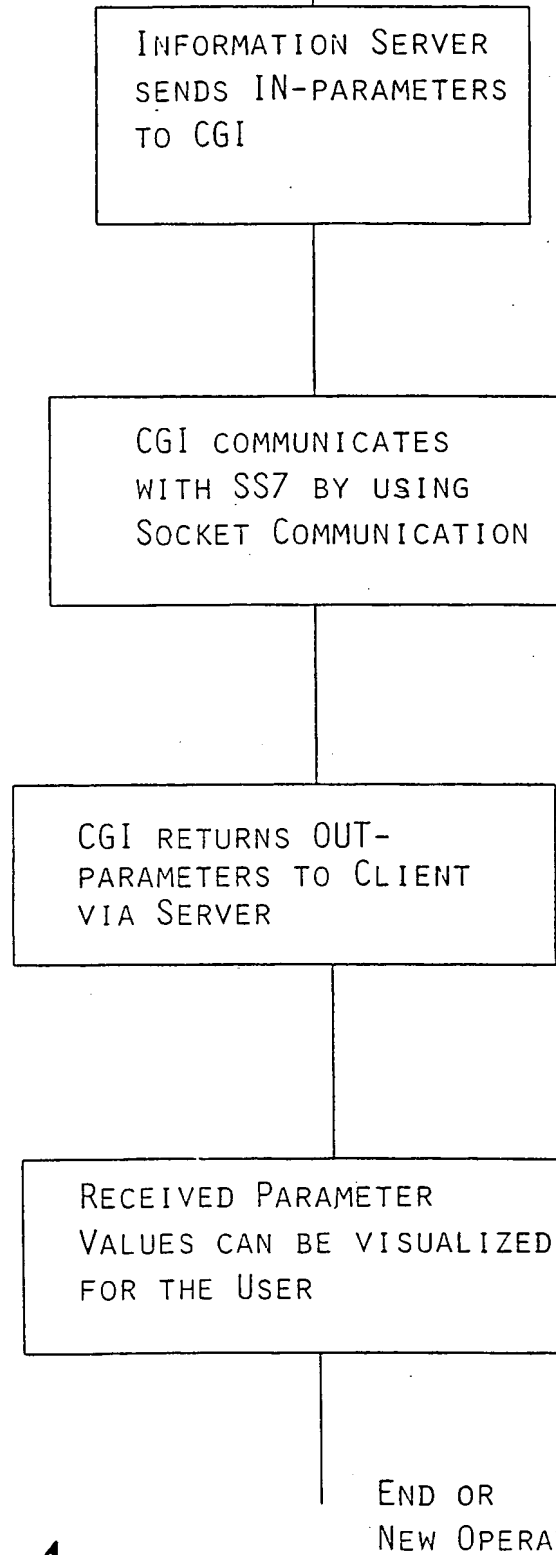 INFORMATION SERVER
SENDS IN-PARAMETERS
TO CGI
CGI COMMUNICATES
WITH SS7 BY USING
SOCKET COMMUNICATION
CGI RETURNS OUT-
PARAMETERS TO CLIENT
VIA SERVER
RECEIVED PARAMETER
VALUES CAN BE VISUALIZED
FOR THE USER
END OR
NEW OPERA